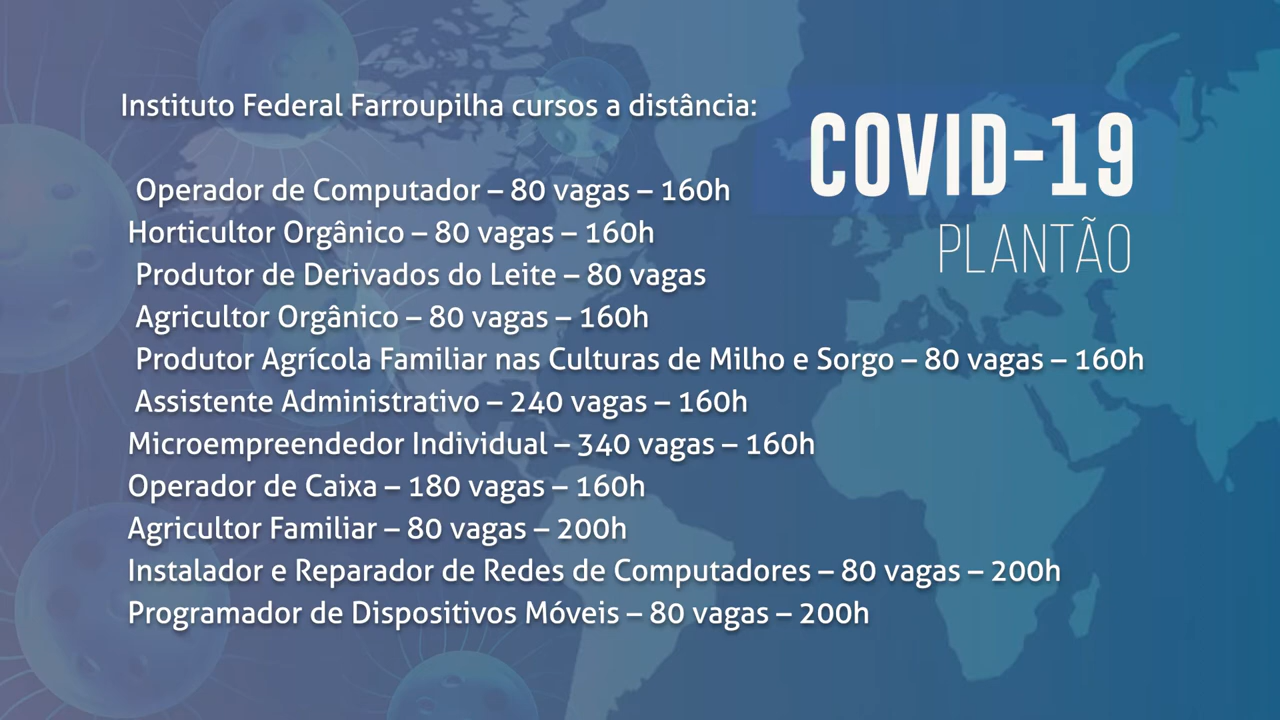 Instituto Federal Farroupilha cursos a distância:
COVID-19
PLANTÃO
Operador de Computador – 80 vagas – 160h
Horticultor Orgânico – 80 vagas – 160h
Produtor de Derivados do Leite – 80 vagas
Agricultor Orgânico – 80 vagas – 160h
Produtor Agrícola Familiar nas Culturas de Milho e Sorgo – 80 vagas – 160h
Assistente Administrativo – 240 vagas – 160h
Microempreendedor Individual – 340 vagas – 160h
Operador de Caixa – 180 vagas – 160h
Agricultor Familiar – 80 vagas – 200h
Instalador e Reparador de Redes de Computadores – 80 vagas – 200h
Programador de Dispositivos Móveis – 80 vagas – 200h